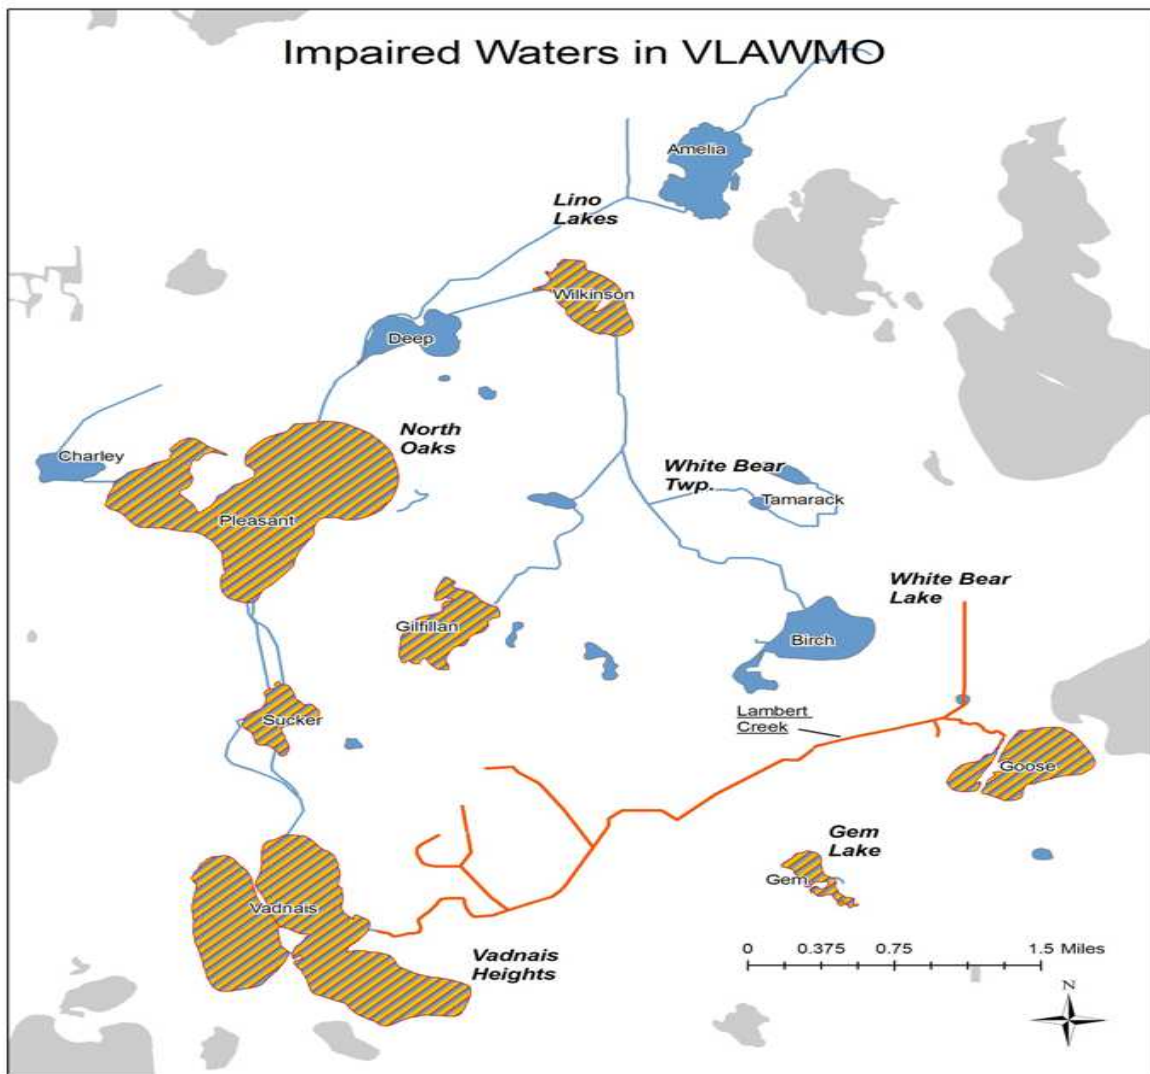 Impaired Waters in VLAWMO
Amelia
Lino
Lakes
Wilkinson
Deep
North
Oaks
Charley
White Bear
Twp.
Tamarack
Pleasant
White Bear
Lake
Gilfillan
Birch
Lambert
Creek
Sucker
Goose
Gem
Lake
Gem
Vadnais
Vadnais
Heights
0 0.375 0.75 1.5 Miles
N